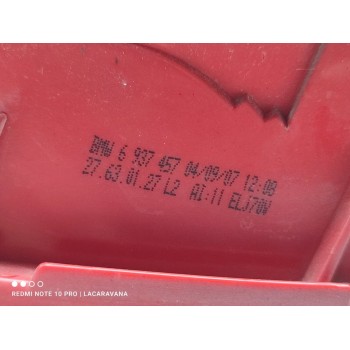 BMW 6 937 457 04/09/07 12:08
27.63.01.27 L2 AI:11 ELJ70V
REDMI NOTE 10 PRO | LACARAVANA